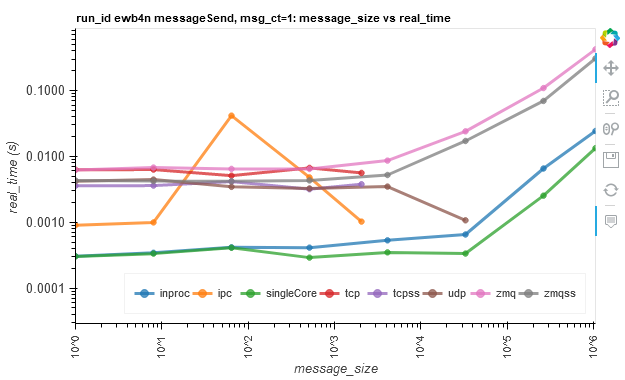 run_id ewb4n messageSend, msg_ct=1: message_size vs real_time
real_time (s)
0.1000
0.0100
0.0010
0.0001
inproc ipc singleCore tcp tcpss udp zmq zmqss
10^0 10^1 10^2 10^3 10^4 10^5 10^6
message_size